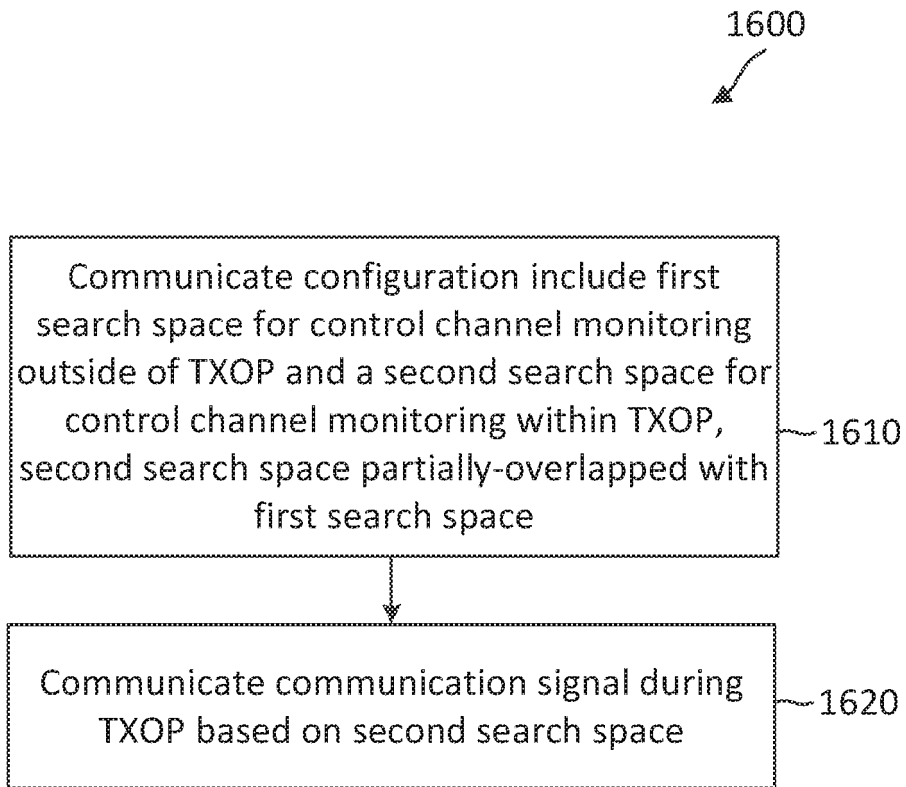 1600
Communicate configuration include first
search space for control channel monitoring
outside of TXOP and a second search space for
control channel monitoring within TXOP,
second search space partially-overlapped with
first search space
1610
Communicate communication signal during
TXOP based on second search space
1620